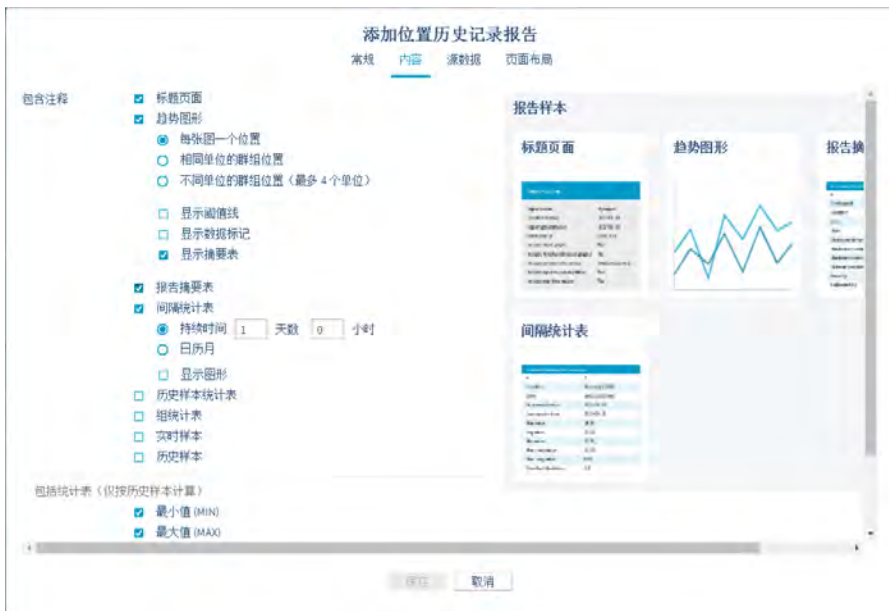 添加位置历史记录报告
常规 内容 源数据 页面布局
包含注释
标题页面
趋势图形
每张图一个位置
相同单位的群组位置
不同单位的群组位置（最多 4 个单位）
显示阈值线
显示数据标记
显示摘要表
报告摘要表
间隔统计表
持续时间 1 天数 0 小时
日历月
显示图形
历史样本统计表
组统计表
实时样本
历史样本
包括统计表（仅按历史样本计算）
最小值 (MIN)
最大值 (MAX)
报告样本
标题页面 趋势图形 报告摘
间隔统计表
取消